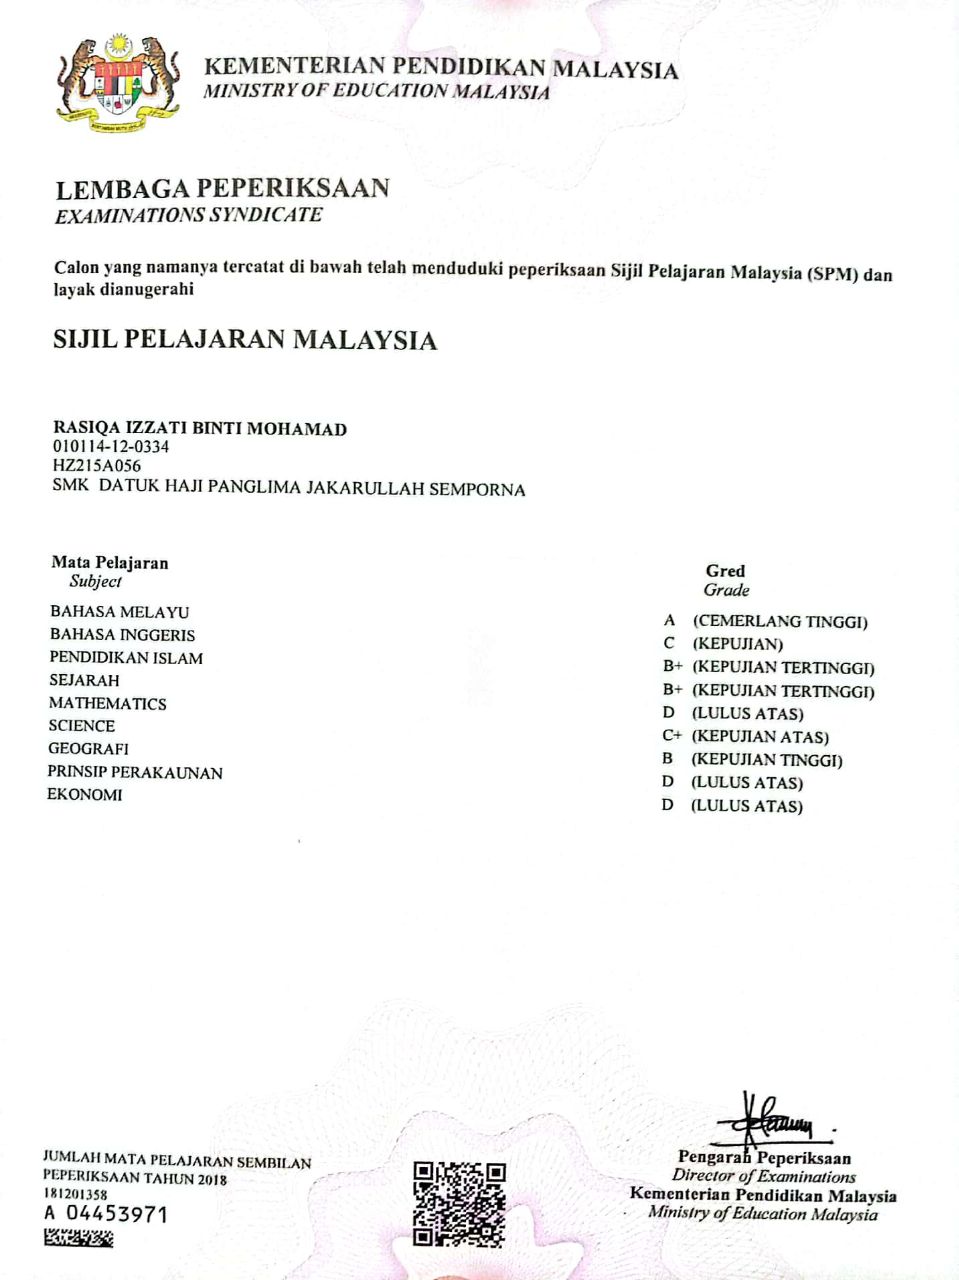 KEMENTERIAN PENDIDIKAN MALAYSIA
MINISTRY OF EDUCATION MALAYSIA
LEMBAGA PEPERIKSAAN
EXAMINATIONS SYNDICATE
Calon yang namanya tercatat di bawah telah menduduki peperiksaan Sijil Pelajaran Malaysia (SPM) dan
layak dianugerahi
SIJIL PELAJARAN MALAYSIA
RASIQA IZZATI BINTI MOHAMAD
010114-12-0334
HZ215A056
SMK DATUK HAJI PANGLIMA JAKARULLAH SEMPORNA
Mata Pelajaran Gred
Subject Grade
BAHASA MELAYU A (CEMERLANG TINGGI)
BAHASA INGGERIS C (KEPUJIAN)
PENDIDIKAN ISLAM B+ (KEPUJIAN TERTINGGI)
SEJARAH B+ (KEPUJIAN TERTINGGI)
MATHEMATICS D (LULUS ATAS)
SCIENCE C+ (KEPUJIAN ATAS)
GEOGRAFI B (KEPUJIAN TINGGI)
PRINSIP PERAKAUNAN D (LULUS ATAS)
EKONOMI D (LULUS ATAS)
JUMLAH MATA PELAJARAN SEMBILAN
PEPERIKSAAN TAHUN 2018
181201358
A 04453971
Pengarah Peperiksaan
Director of Examinations
Kementerian Pendidikan Malaysia
Ministry of Education Malaysia